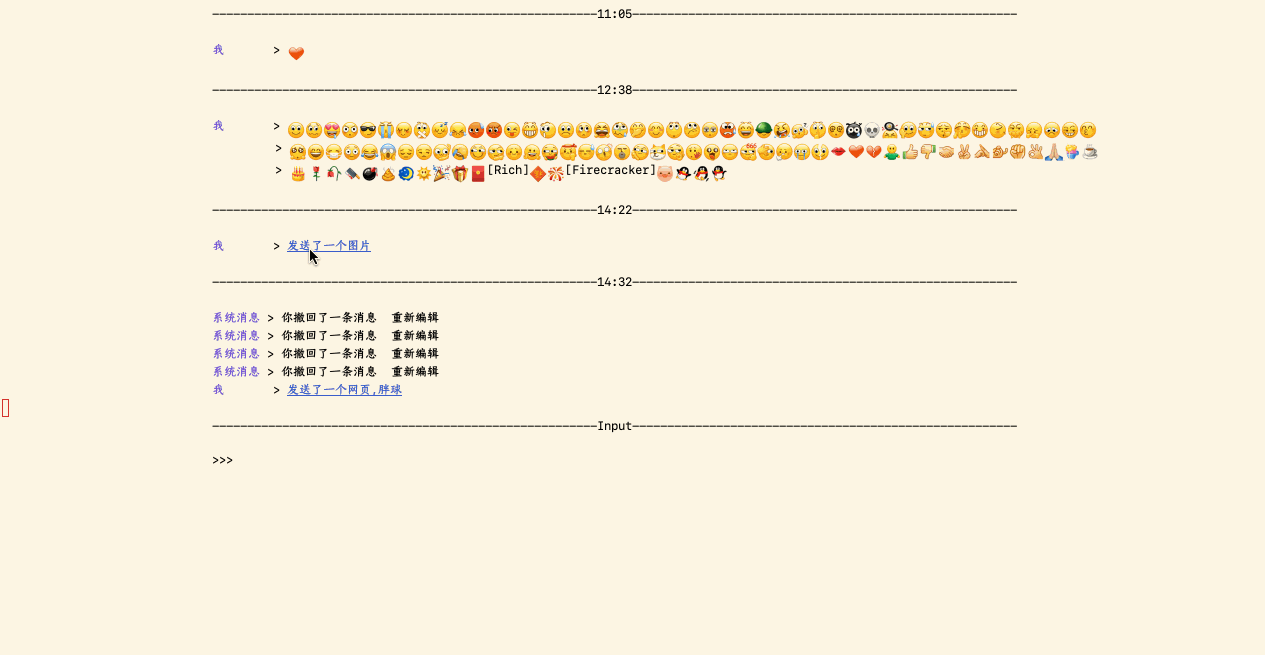 11:05
我 > ❤️
12:38
我 >
>
> [Rich] [Firecracker]
14:22
我 > 发送了一个图片
14:32
系统消息 > 你撤回了一条消息 重新编辑
系统消息 > 你撤回了一条消息 重新编辑
系统消息 > 你撤回了一条消息 重新编辑
系统消息 > 你撤回了一条消息 重新编辑
我 > 发送了一个网页,胖球
Input
>>>